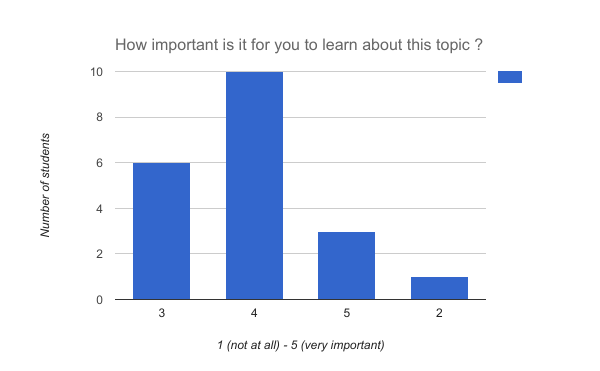 How important is it for you to learn about this topic ?
10
8
6
4
2
0
Number of students
3 4 5 2
1 (not at all) - 5 (very important)